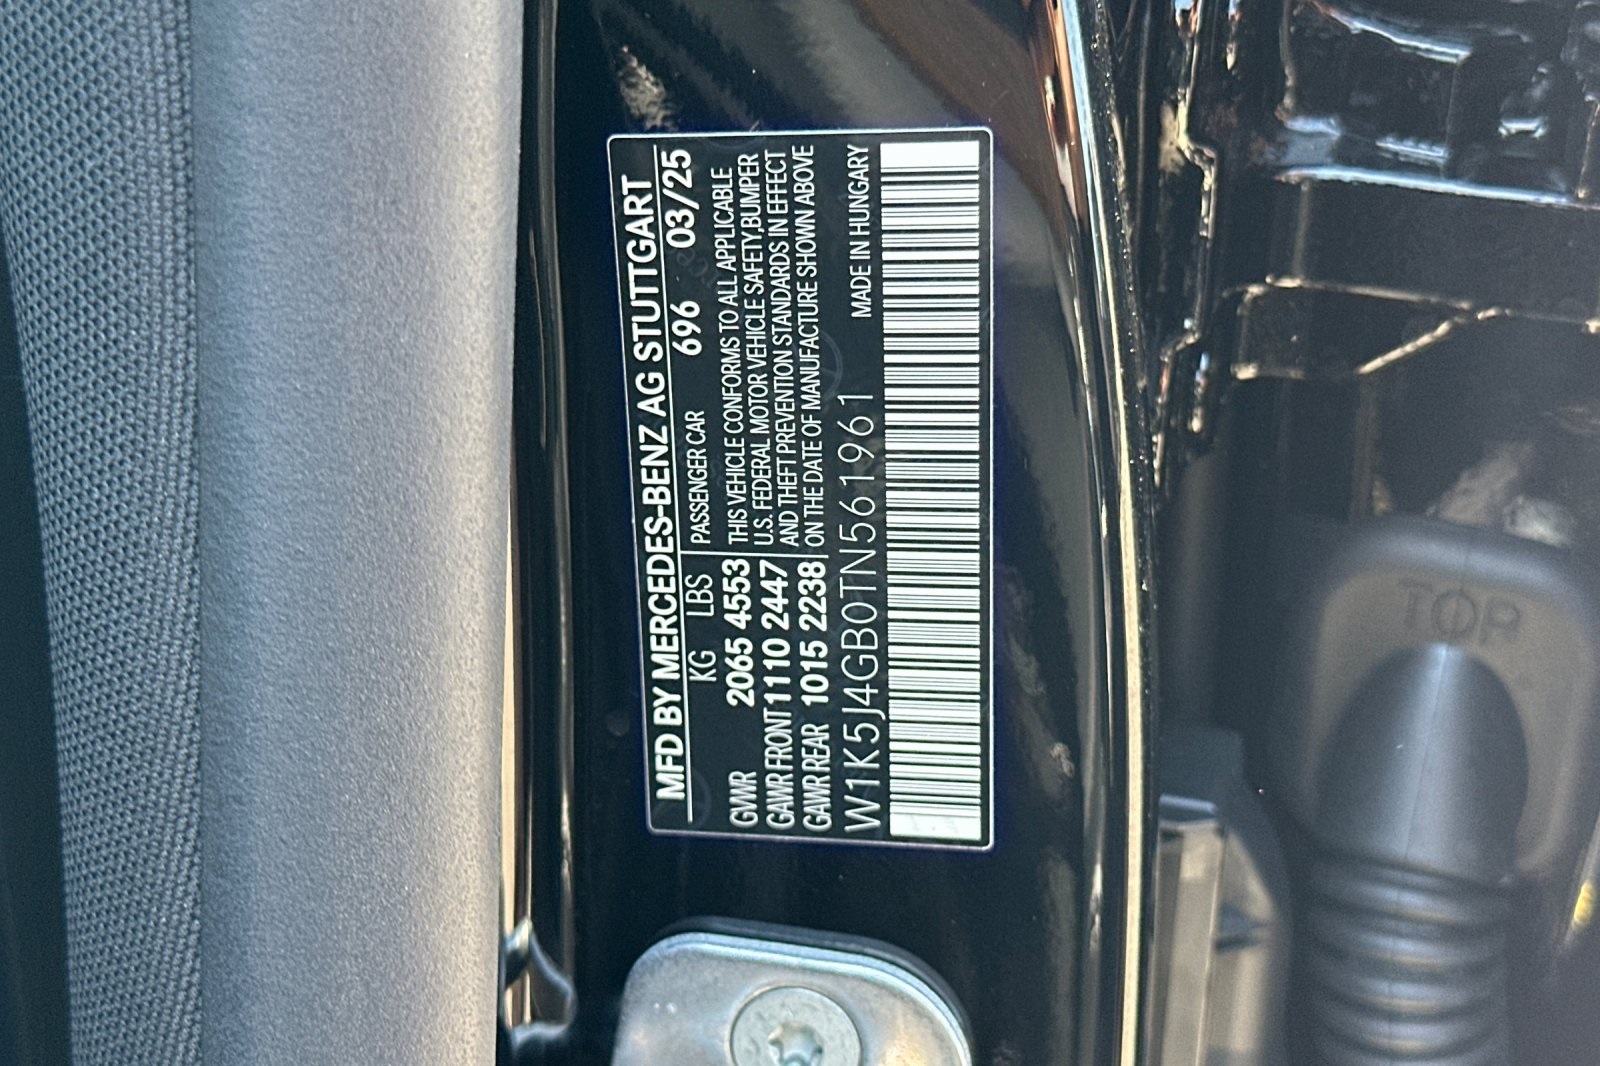 MFD BY MERCEDES-BENZ AG STUTTGART
KG LBS PASSENGER CAR 696 03/25
GVWR 2065 4553 THIS VEHICLE CONFORMS TO ALL APPLICABLE
GAWR FRONT 1110 2447 U.S. FEDERAL MOTOR VEHICLE SAFETY,BUMPER
AND THEFT PREVENTION STANDARDS IN EFFECT
GAWR REAR 1015 2238 ON THE DATE OF MANUFACTURE SHOWN ABOVE
W1K5J4GB0TN561961 MADE IN HUNGARY
TOP